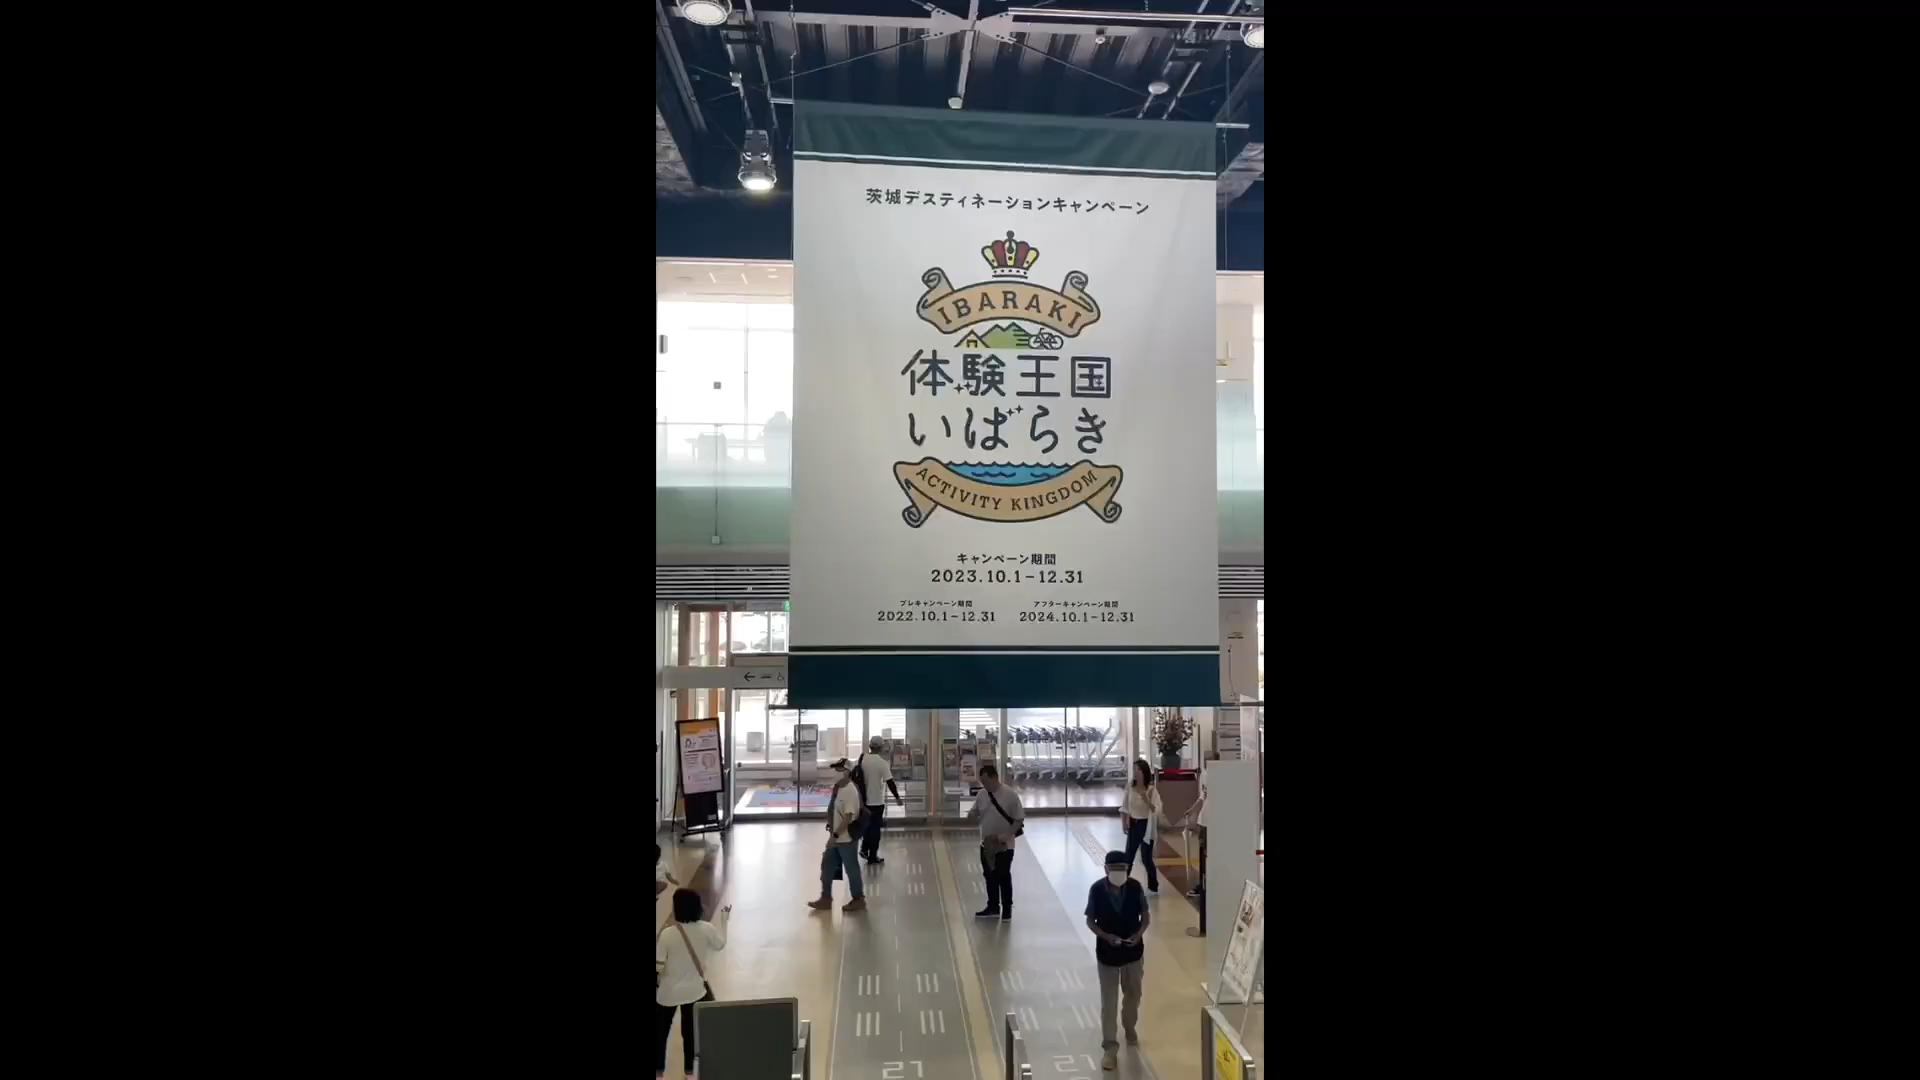 茨城デスティネーションキャンペーン
IBARAKI
体験王国
いばらき
ACTIVITY KINGDOM
キャンペーン期間
2023.10.1-12.31
プレキャンペーン期間
2022.10.1-12.31
アフターキャンペーン期間
2024.10.1-12.31
27
27